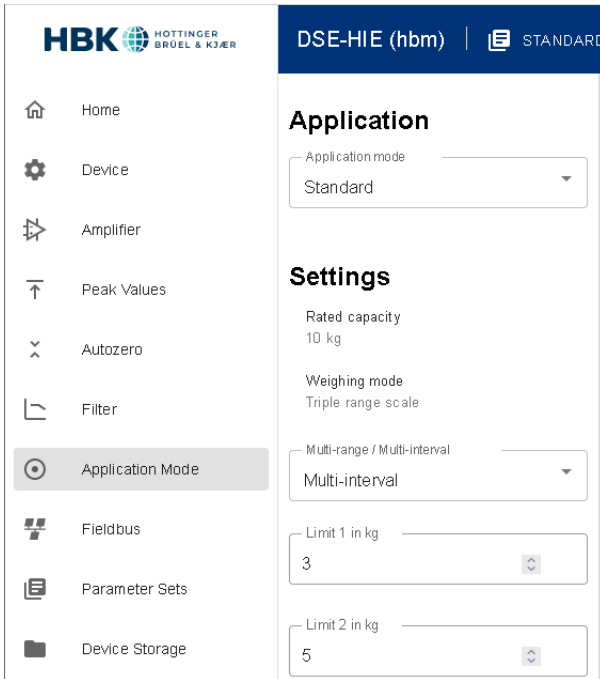 HBK HOTTINGER
BRÜEL & KJÆR
DSE-HIE (hbm)
STANDARD
Home
Device
Amplifier
Peak Values
Autozero
Filter
Application Mode
Fieldbus
Parameter Sets
Device Storage
Application
Application mode
Standard
Settings
Rated capacity
10 kg
Weighing mode
Triple range scale
Multi-range / Multi-interval
Multi-interval
Limit 1 in kg
3
Limit 2 in kg
5